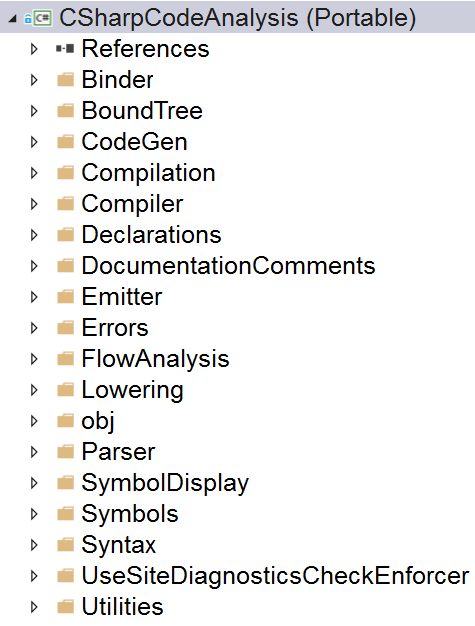 C# CSharpCodeAnalysis (Portable)
References
Binder
BoundTree
CodeGen
Compilation
Compiler
Declarations
DocumentationComments
Emitter
Errors
FlowAnalysis
Lowering
obj
Parser
SymbolDisplay
Symbols
Syntax
UseSiteDiagnosticsCheckEnforcer
Utilities